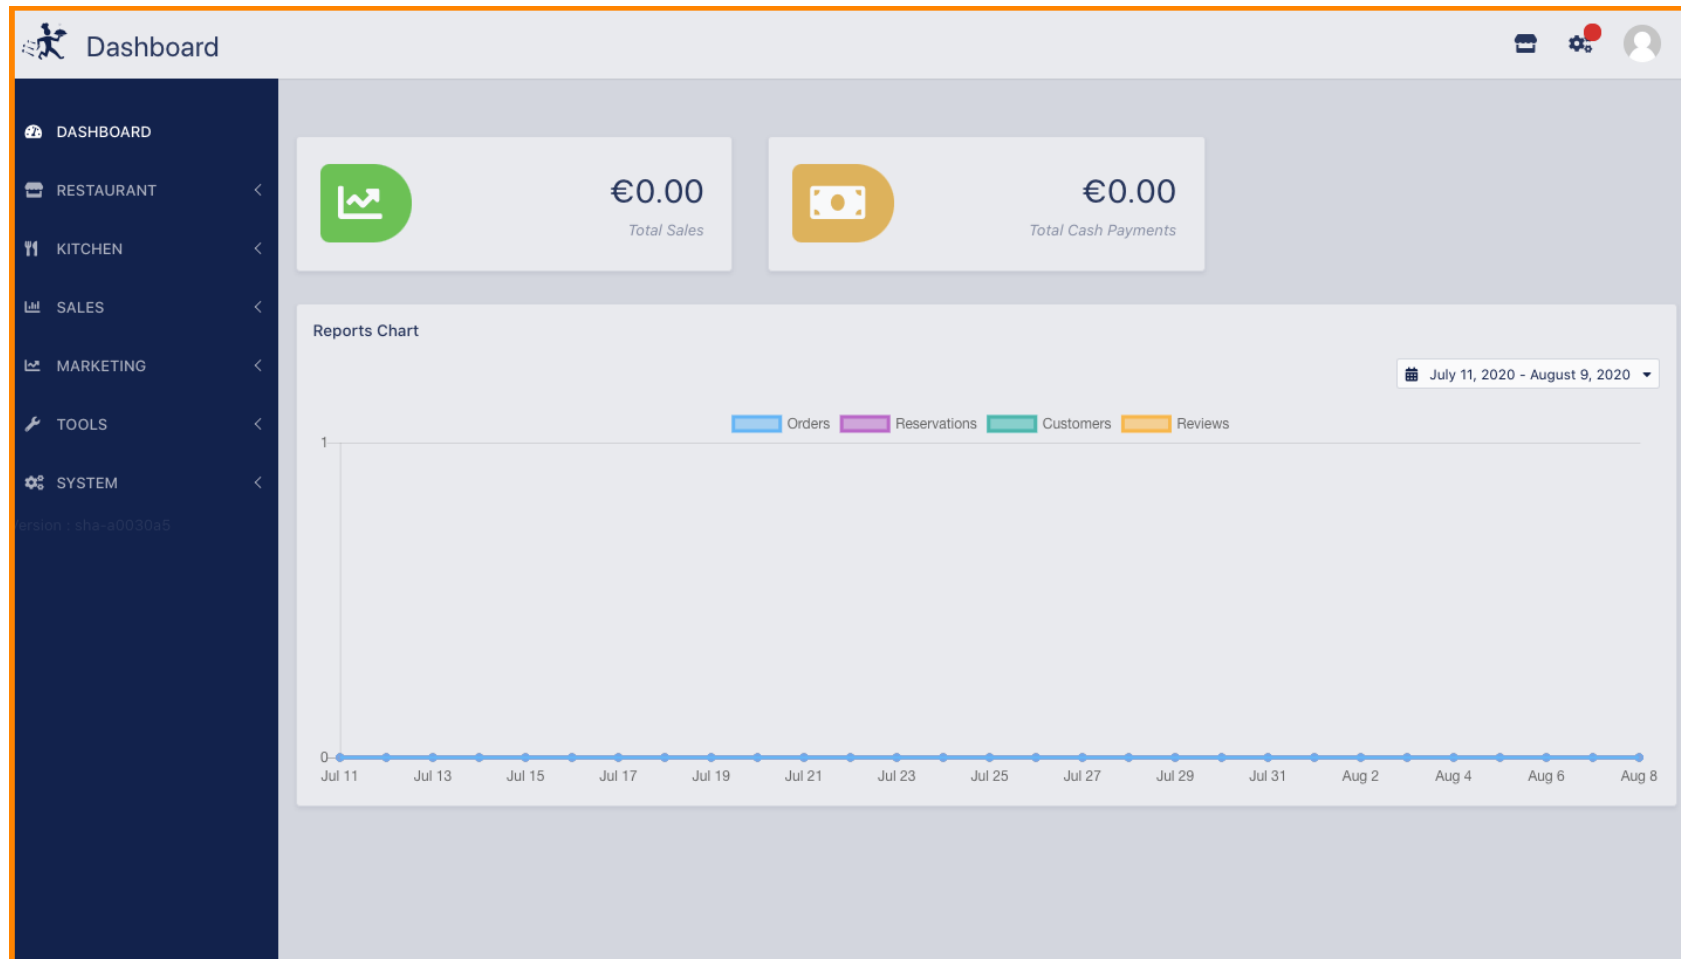 Dashboard
DASHBOARD
RESTAURANT
KITCHEN
SALES
MARKETING
TOOLS
SYSTEM
Version : sha-a0030a5
€0.00
Total Sales
€0.00
Total Cash Payments
Reports Chart
July 11, 2020 - August 9, 2020
Orders Reservations Customers Reviews
1
0
Jul 11 Jul 13 Jul 15 Jul 17 Jul 19 Jul 21 Jul 23 Jul 25 Jul 27 Jul 29 Jul 31 Aug 2 Aug 4 Aug 6 Aug 8